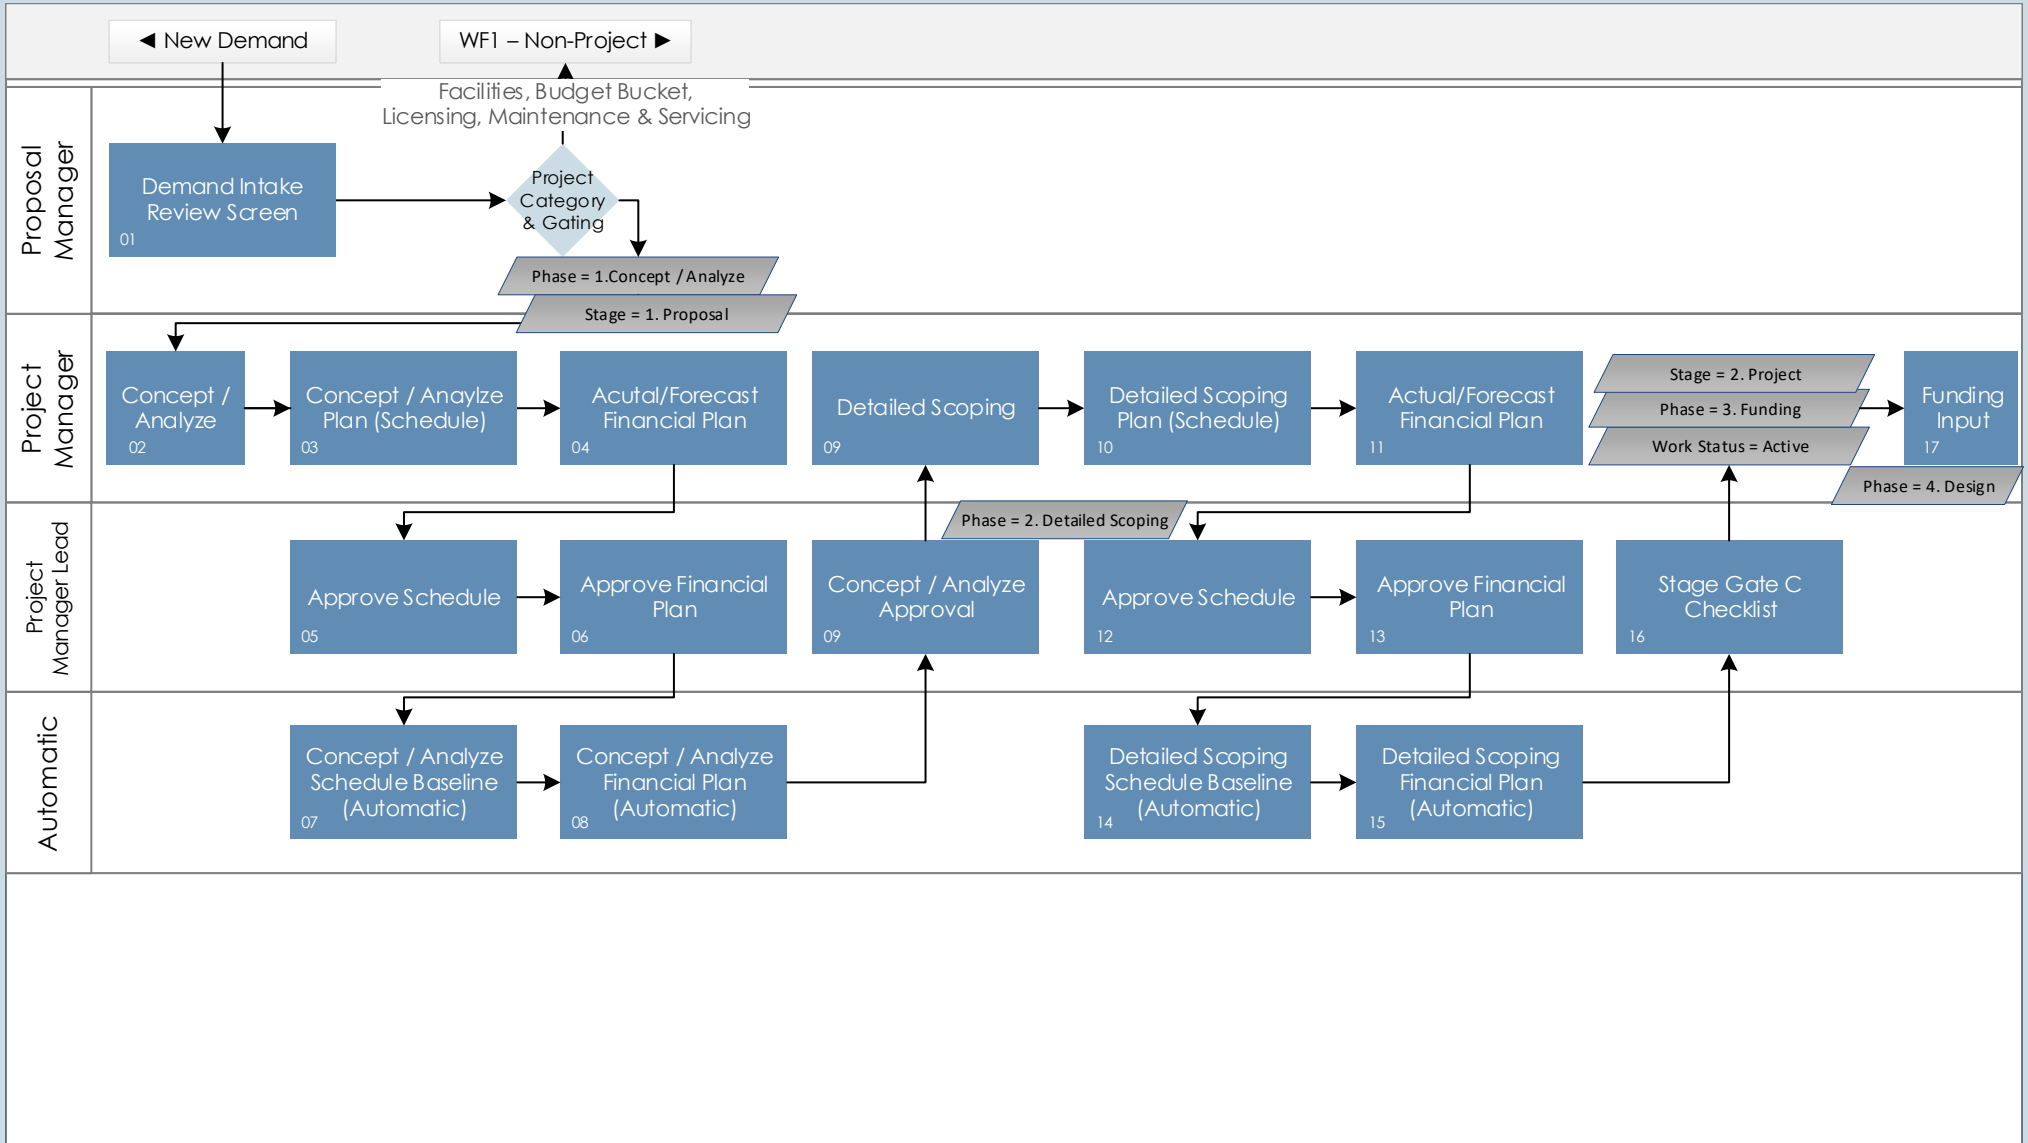 ◄ New Demand
WF1 – Non-Project ►
Facilities, Budget Bucket,
Licensing, Maintenance & Servicing
Proposal
Manager
Demand Intake
Review Screen
01
Project
Category
& Gating
Phase = 1.Concept / Analyze
Stage = 1. Proposal
Project
Manager
Concept /
Analyze
02
Concept / Anaylze
Plan (Schedule)
03
Acutal/Forecast
Financial Plan
04
Detailed Scoping
09
Detailed Scoping
Plan (Schedule)
10
Actual/Forecast
Financial Plan
11
Stage = 2. Project
Phase = 3. Funding
Work Status = Active
Funding
Input
17
Phase = 4. Design
Phase = 2. Detailed Scoping
Project
Manager Lead
Approve Schedule
05
Approve Financial
Plan
06
Concept / Analyze
Approval
09
Approve Schedule
12
Approve Financial
Plan
13
Stage Gate C
Checklist
16
Automatic
Concept / Analyze
Schedule Baseline
(Automatic)
07
Concept / Analyze
Financial Plan
(Automatic)
08
Detailed Scoping
Schedule Baseline
(Automatic)
14
Detailed Scoping
Financial Plan
(Automatic)
15